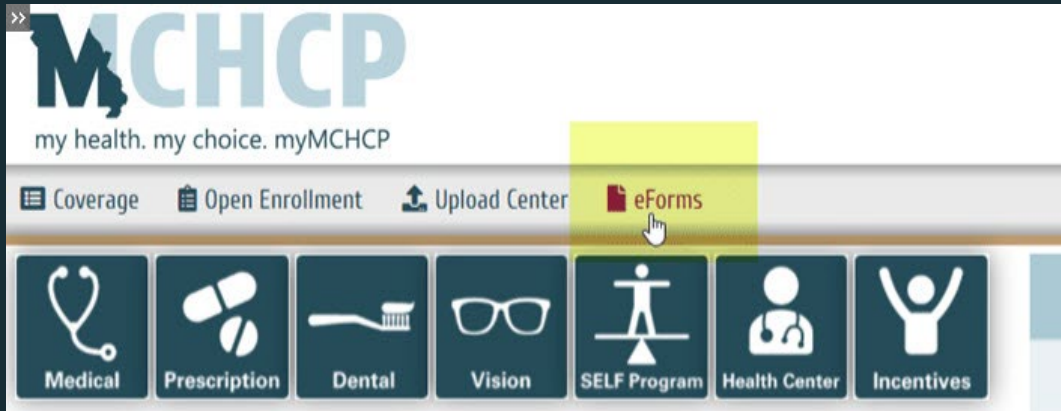 »
MCHCP
my health. my choice. myMCHCP
Coverage Open Enrollment Upload Center eForms
Medical Prescription Dental Vision SELF Program Health Center Incentives